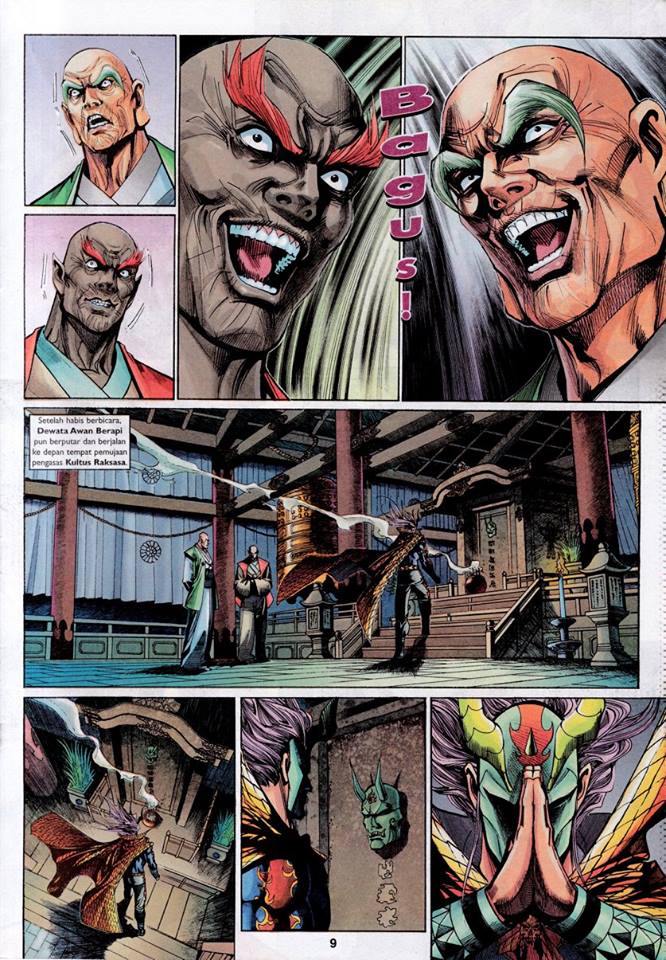 Bagus!
Setelah habis berbicara,
Dewata Awan Berapi
pun berputar dan berjalan
ke depan tempat pemujaan
pengasas Kultus Raksasa.
9